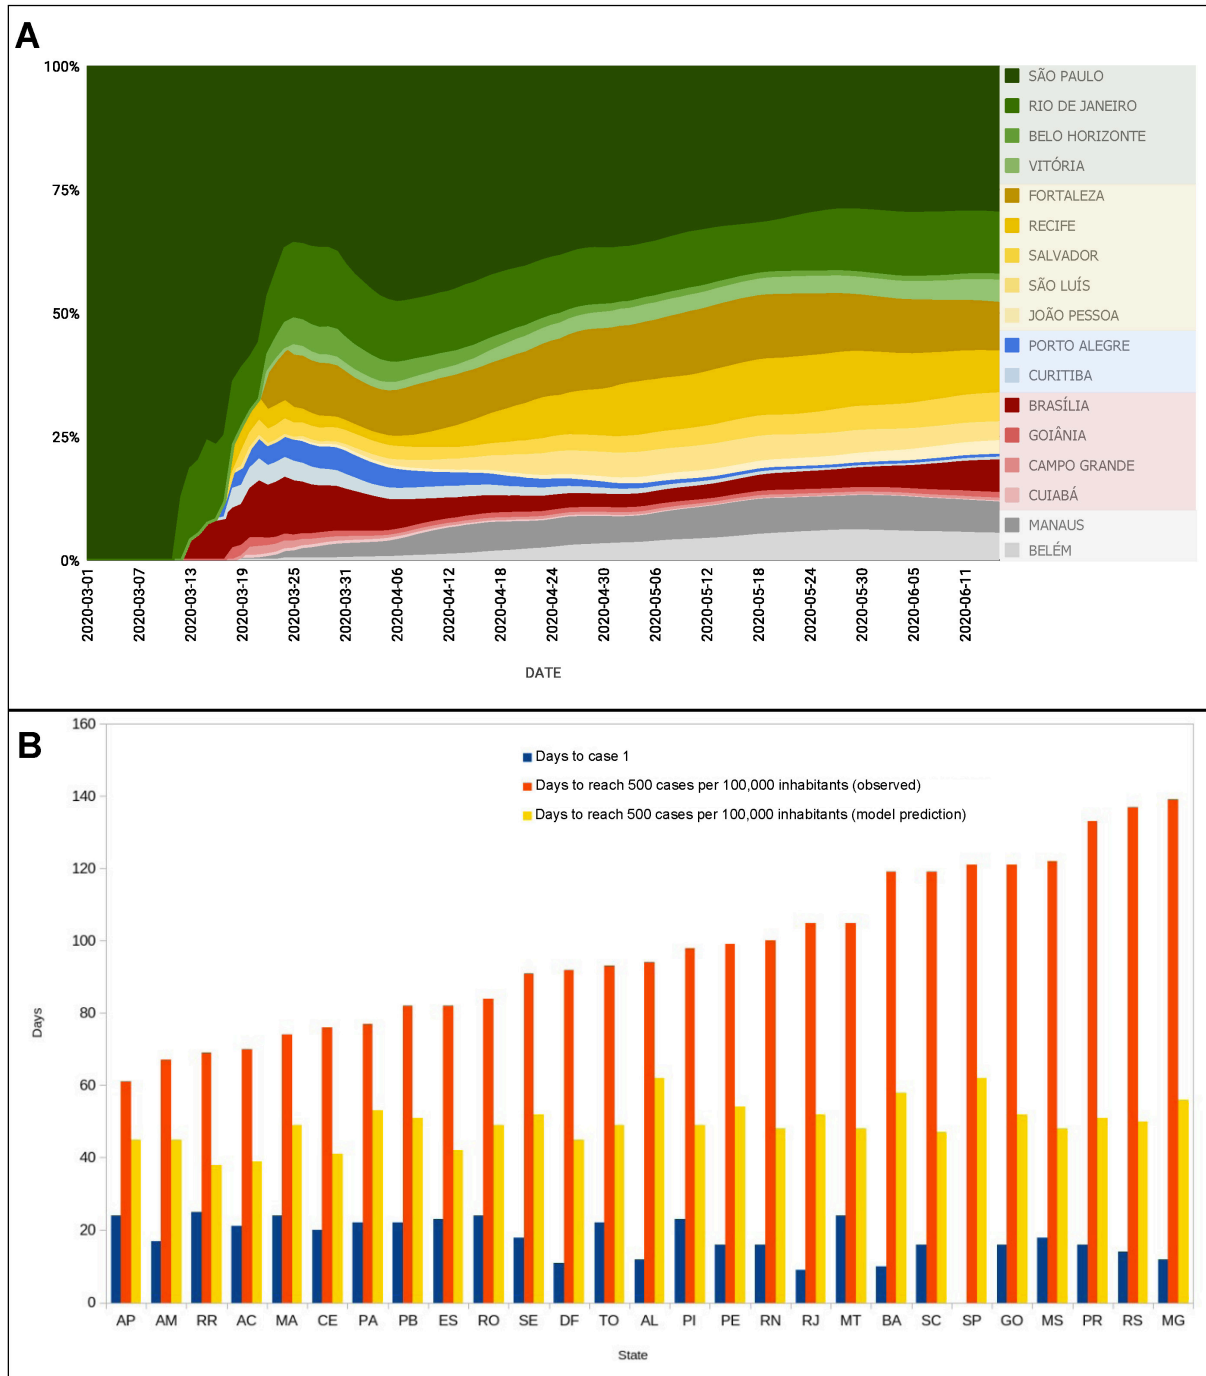 A
100%
75%
50%
25%
0%
SÃO PAULO
RIO DE JANEIRO
BELO HORIZONTE
VITÓRIA
FORTALEZA
RECIFE
SALVADOR
SÃO LUÍS
JOÃO PESSOA
PORTO ALEGRE
CURITIBA
BRASÍLIA
GOIÂNIA
CAMPO GRANDE
CUIABÁ
MANAUS
BELÉM
2020-03-01
2020-03-07
2020-03-13
2020-03-19
2020-03-25
2020-03-31
2020-04-06
2020-04-12
2020-04-18
2020-04-24
2020-04-30
2020-05-06
2020-05-12
2020-05-18
2020-05-24
2020-05-30
2020-06-05
2020-06-11
DATE
B
Days to case 1
Days to reach 500 cases per 100,000 inhabitants (observed)
Days to reach 500 cases per 100,000 inhabitants (model prediction)
160
140
120
100
80
60
40
20
0
Days
AP AM RR AC MA CE PA PB ES RO SE DF TO AL PI PE RN RJ MT BA SC SP GO MS PR RS MG
State